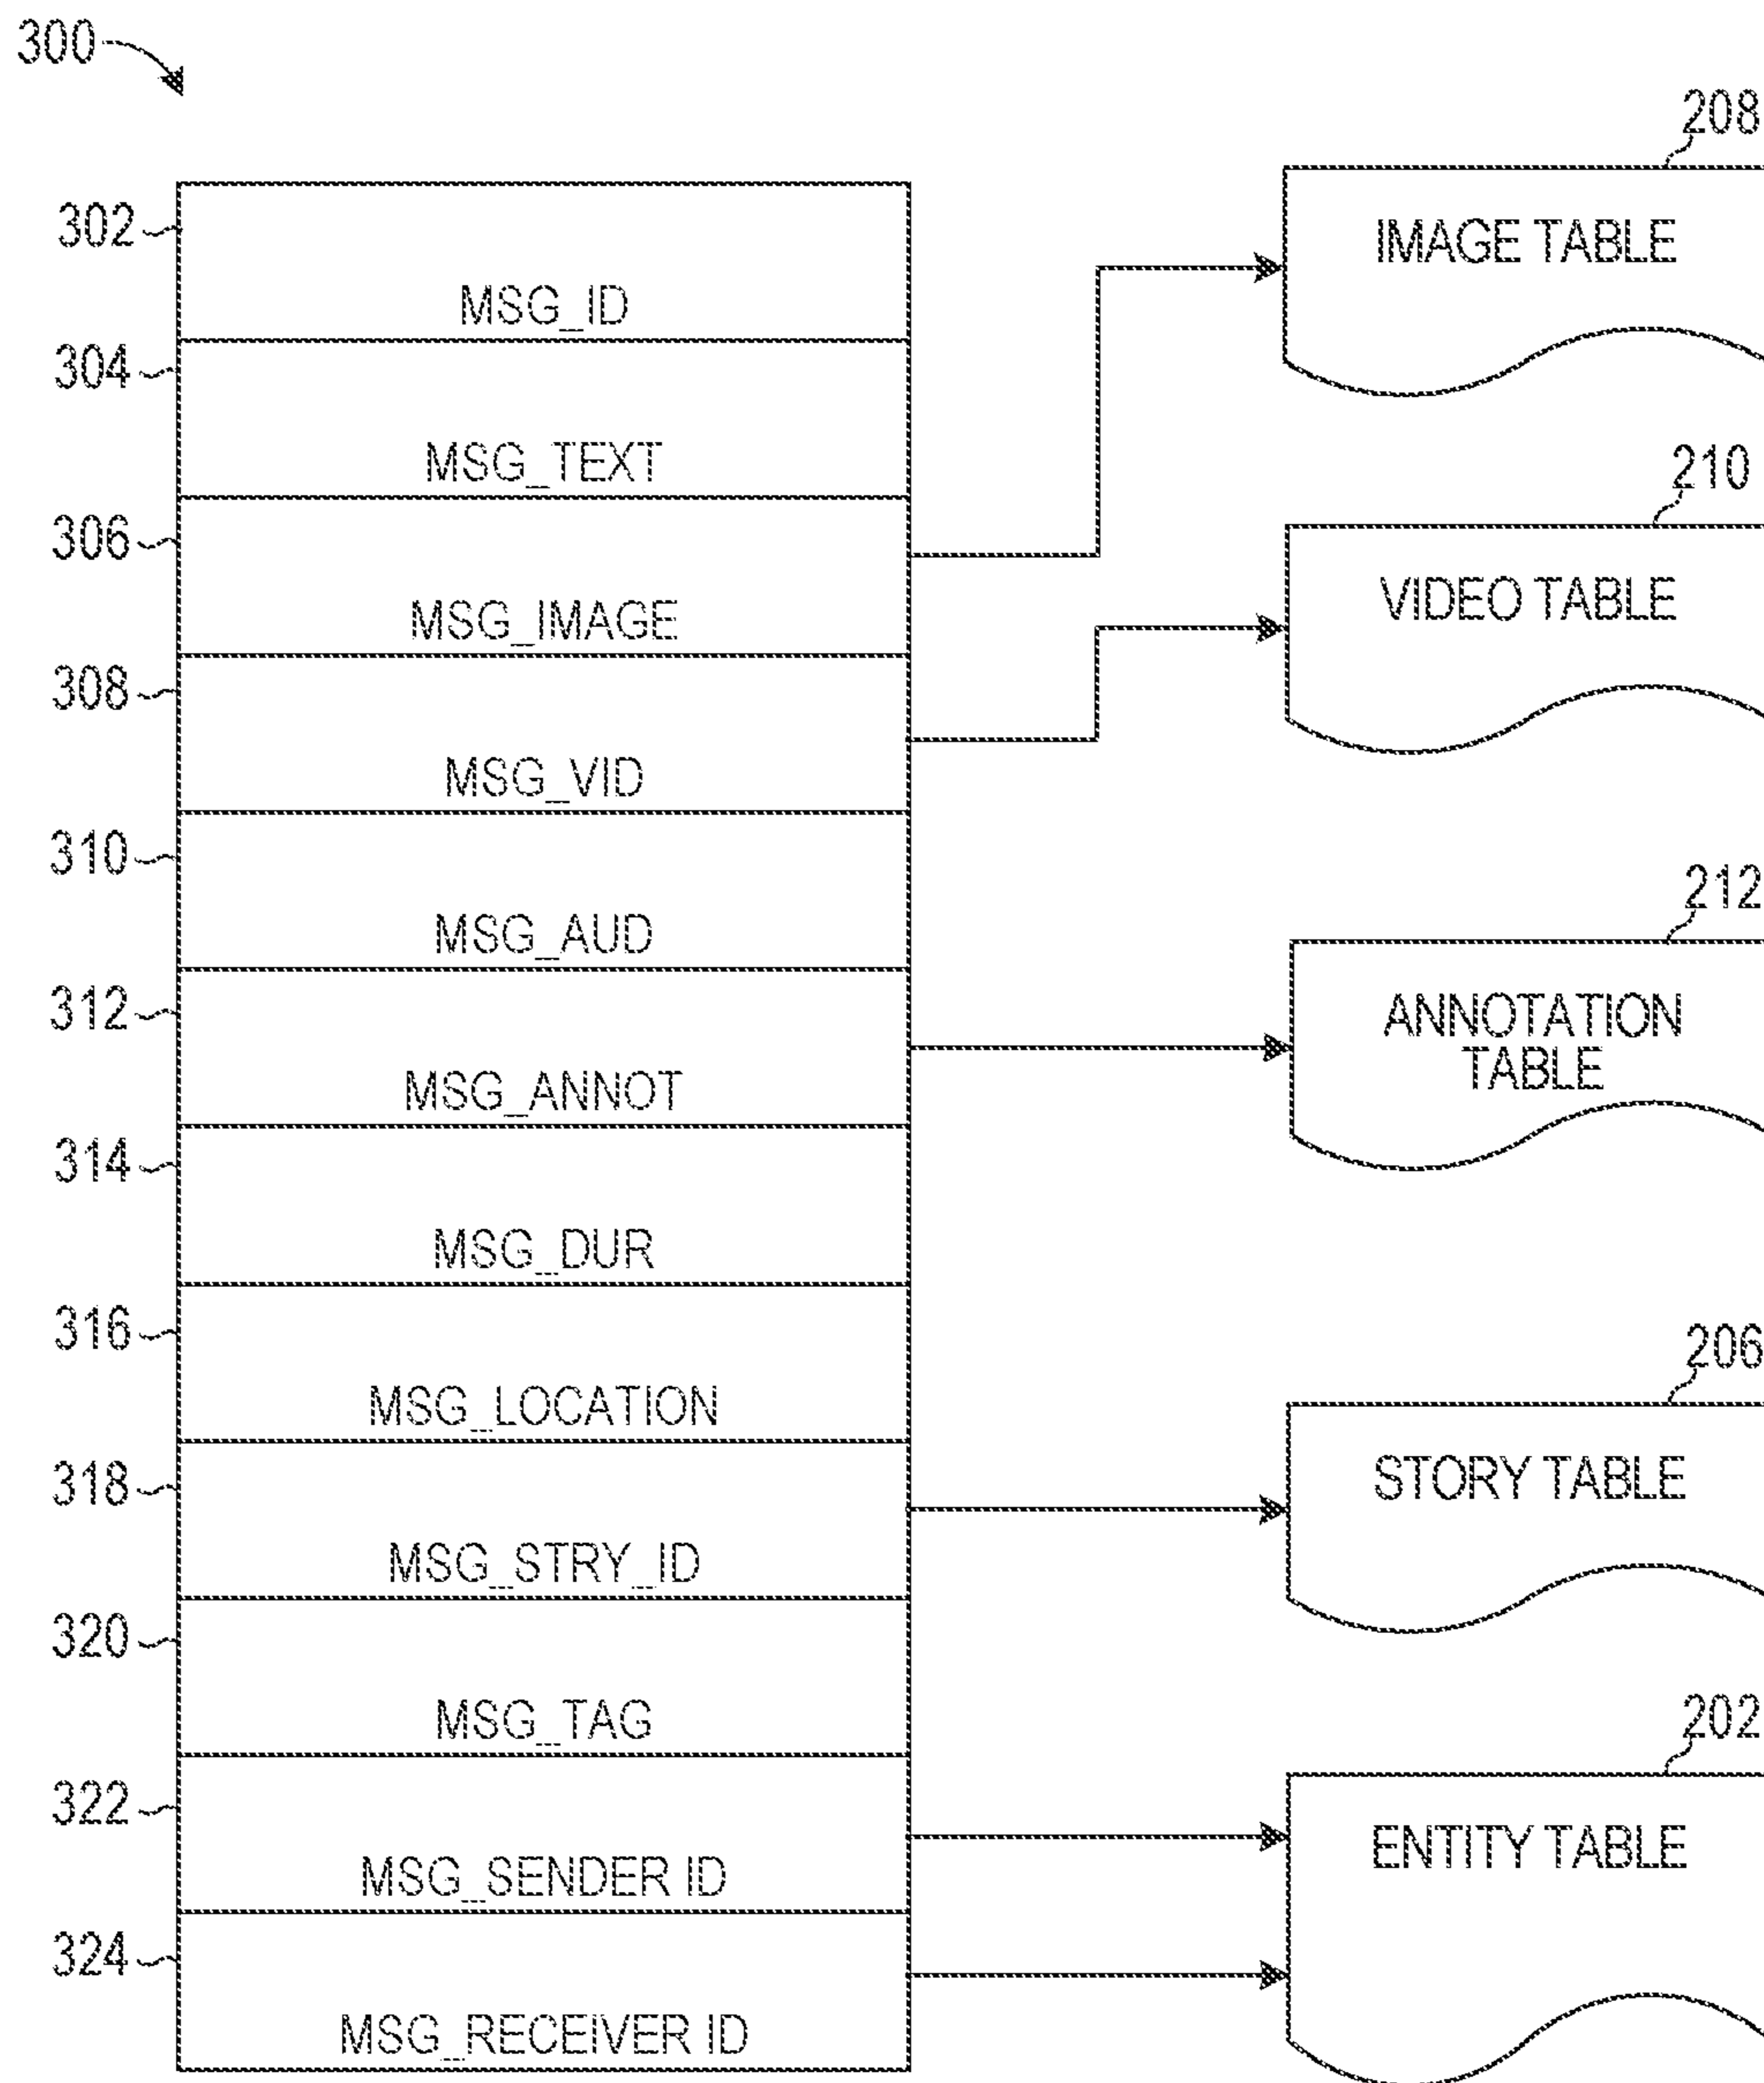 300
208
302
IMAGE TABLE
MSG_ID
304
MSG_TEXT
210
306
VIDEO TABLE
MSG_IMAGE
308
MSG_VID
310
212
MSG_AUD
312
ANNOTATION
TABLE
MSG_ANNOT
314
MSG_DUR
316
206
MSG_LOCATION
318
STORY TABLE
MSG_STRY_ID
320
202
MSG_TAG
322
ENTITY TABLE
MSG_SENDER ID
324
MSG_RECEIVER ID